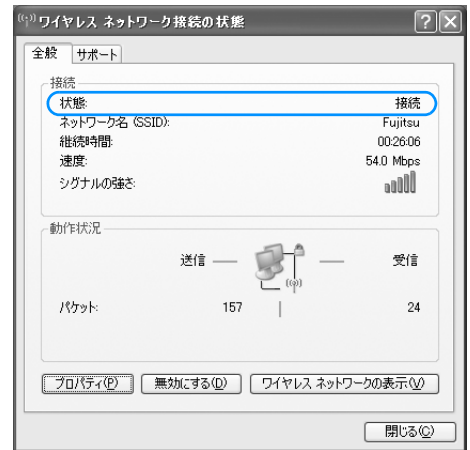 ワイヤレス ネットワーク接続の状態
全般 サポート
接続
状態: 接続
ネットワーク名 (SSID): Fujitsu
継続時間: 00:26:06
速度: 54.0 Mbps
シグナルの強さ:
動作状況
送信 — — 受信
パケット: 157 | 24
プロパティ(P) 無効にする(D) ワイヤレス ネットワークの表示(V)
閉じる(C)